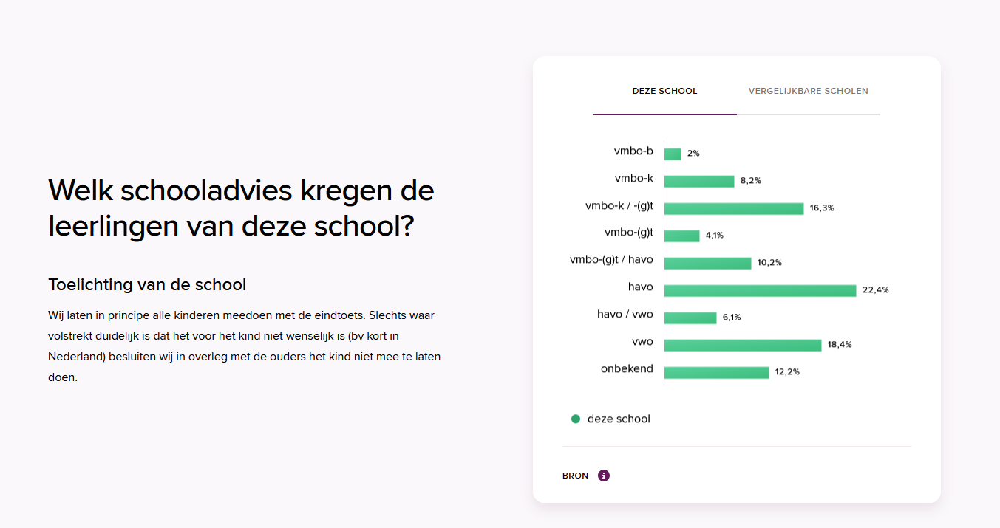 Welk schooladvies kregen de
leerlingen van deze school?
Toelichting van de school
Wij laten in principe alle kinderen meedoen met de eindtoets. Slechts waar
volstrekt duidelijk is dat het voor het kind niet wenselijk is (bv kort in
Nederland) besluiten wij in overleg met de ouders het kind niet mee te laten
doen.
DEZE SCHOOL VERGELIJKBARE SCHOLEN
vmbo-b 2%
vmbo-k 8,2%
vmbo-k / -(g)t 16,3%
vmbo-(g)t 4,1%
vmbo-(g)t / havo 10,2%
havo 22,4%
havo / vwo 6,1%
vwo 18,4%
onbekend 12,2%
deze school
BRON